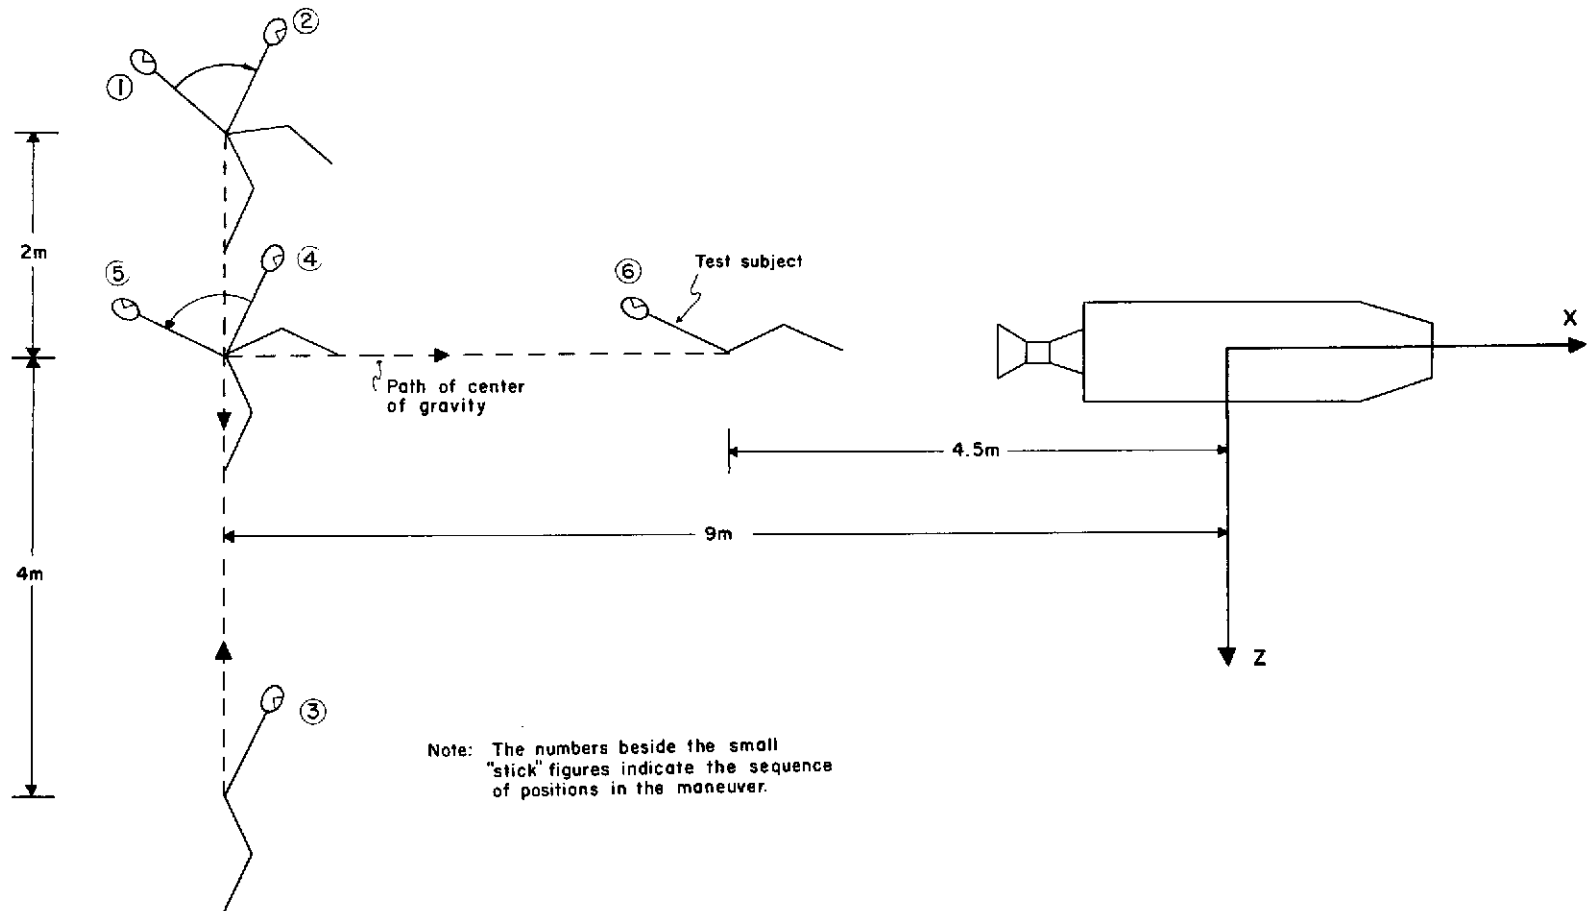 ②
①
2m
⑤
④
⑥
Test subject
X
Path of center
of gravity
4.5m
9m
4m
Z
③
Note: The numbers beside the small
"stick" figures indicate the sequence
of positions in the maneuver.